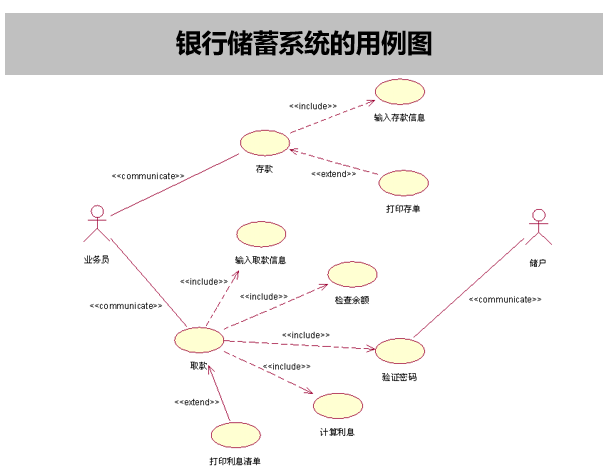 银行储蓄系统的用例图
<<include>>
输入存款信息
存款
<<communicate>>
<<extend>>
打印存单
业务员
储户
输入取款信息
<<include>>
<<include>>
检查余额
<<communicate>>
<<communicate>>
<<include>>
取款
<<include>>
验证密码
<<extend>>
计算利息
打印利息清单